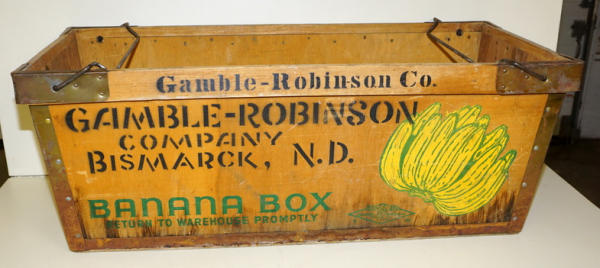 Gamble-Robinson Co.
GAMBLE-ROBINSON
COMPANY
BISMARCK, N.D.
BANANA BOX
RETURN TO WAREHOUSE PROMPTLY